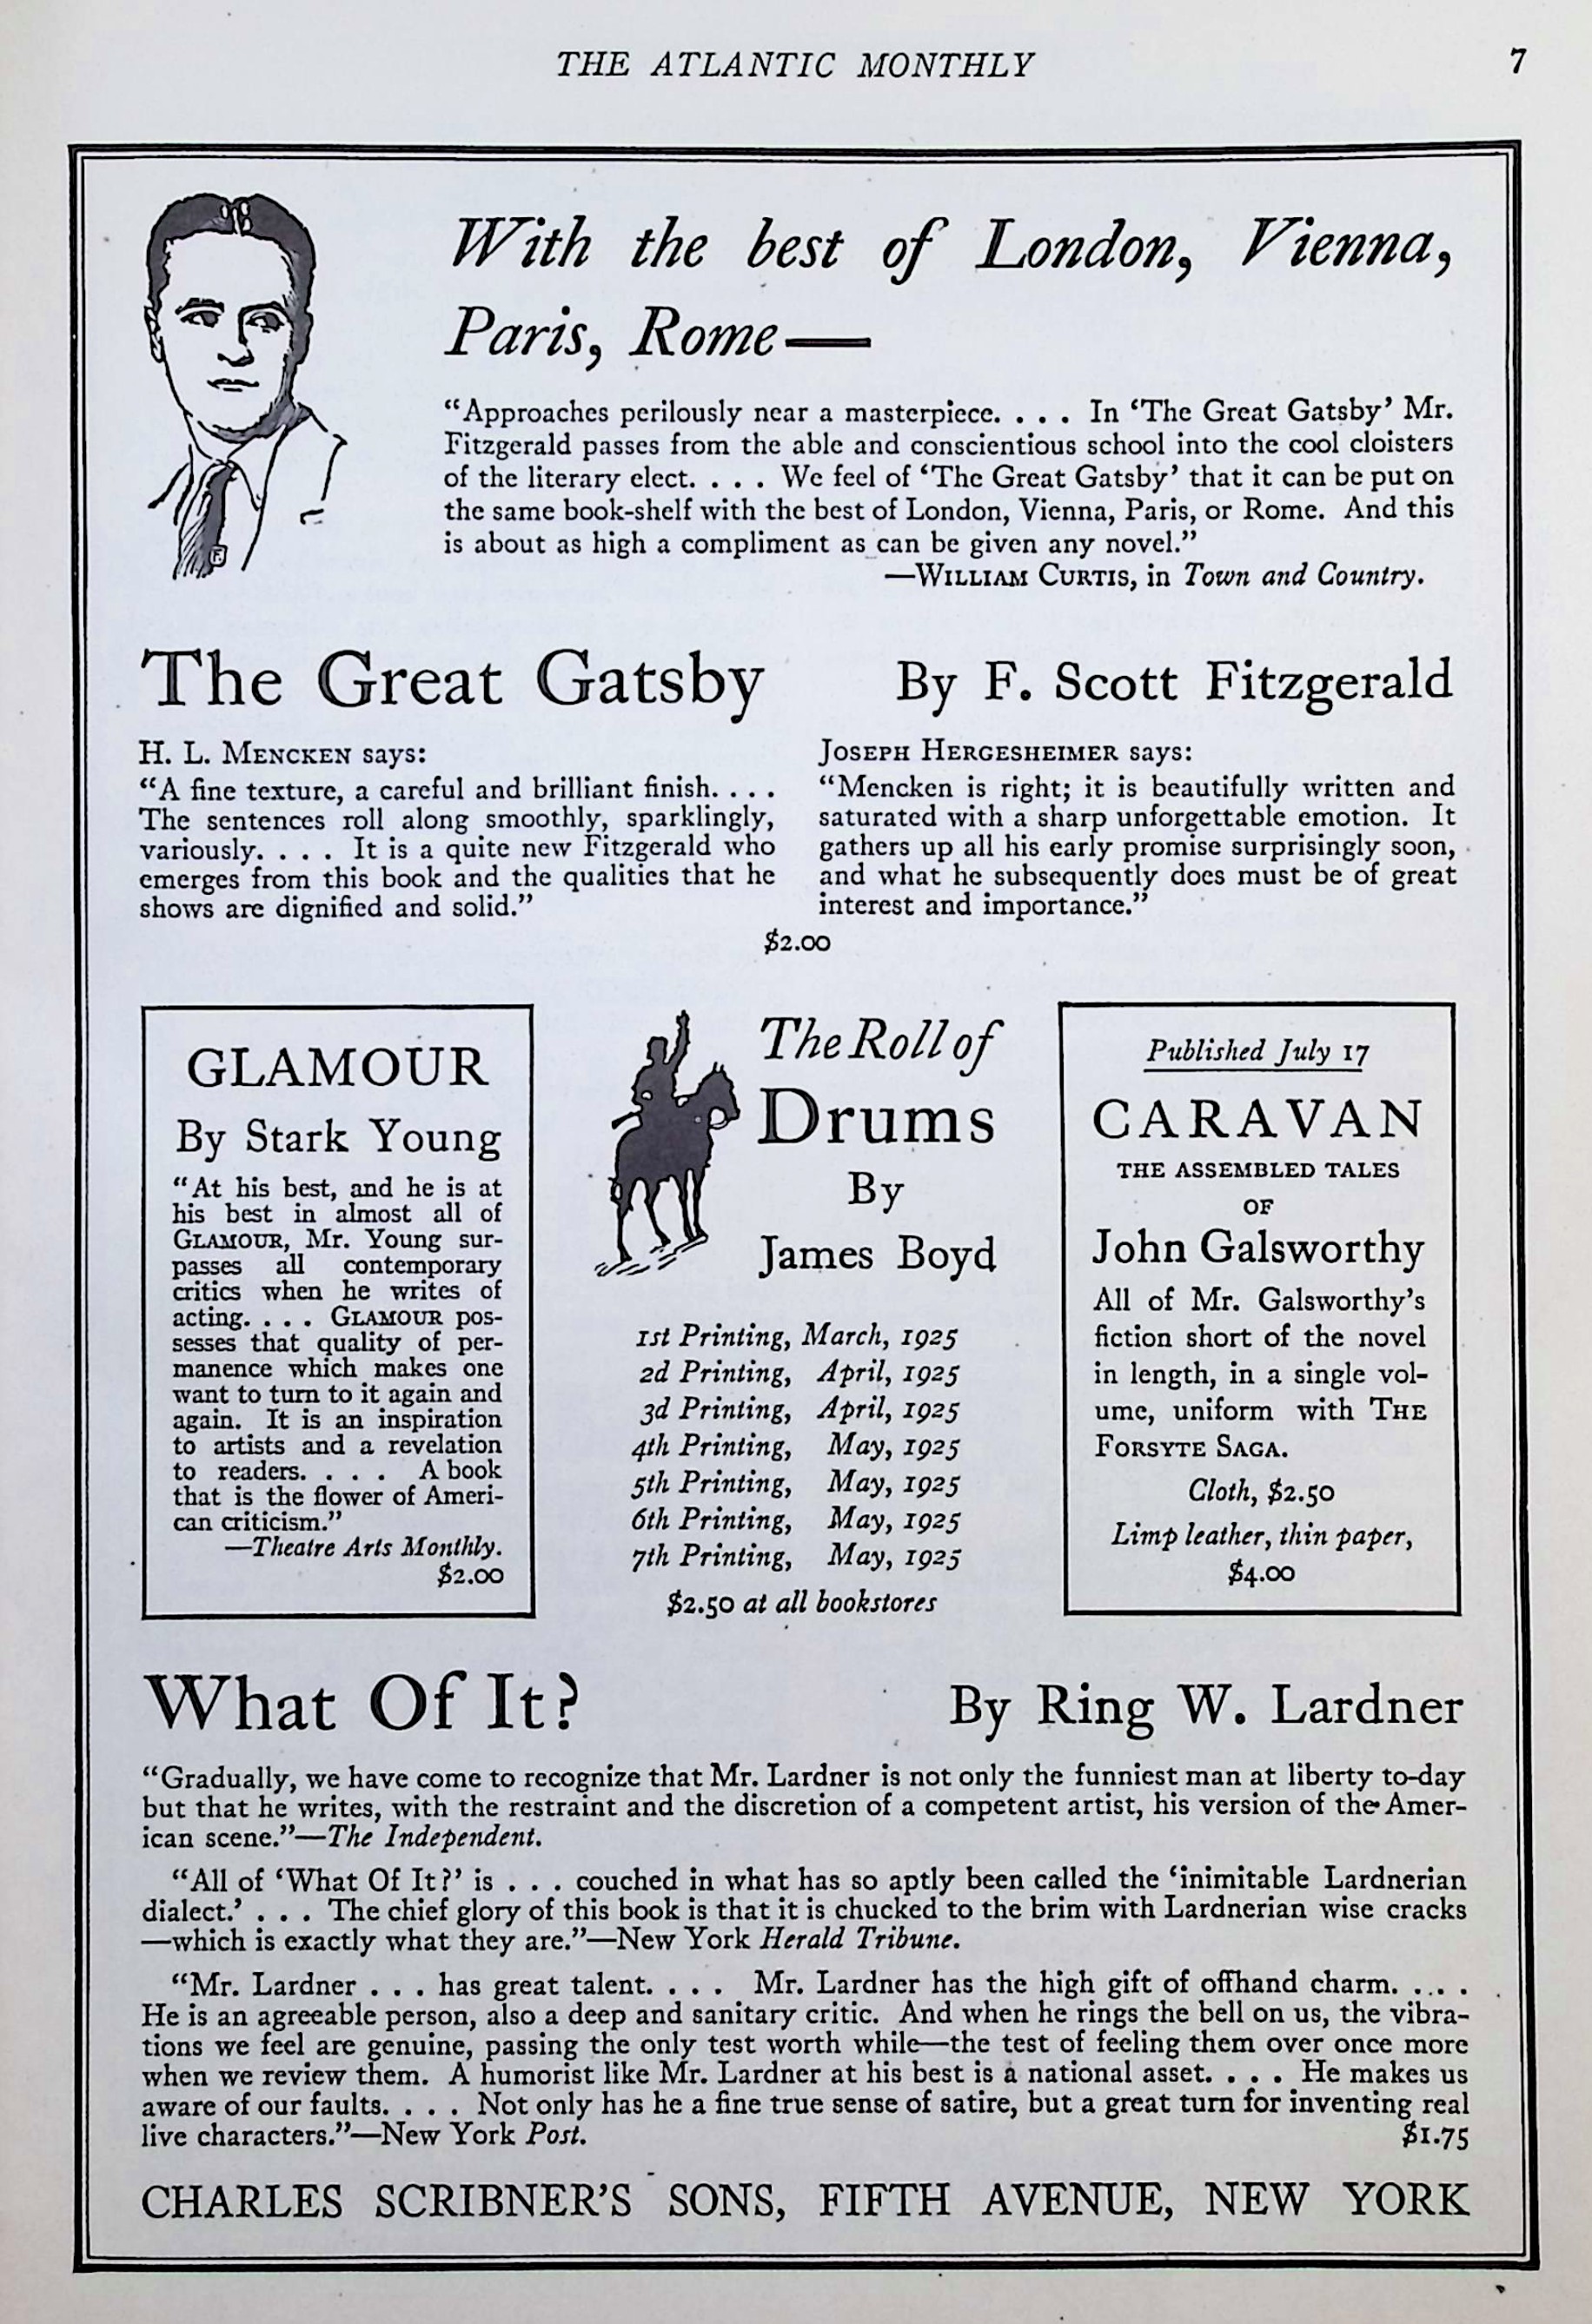 THE ATLANTIC MONTHLY
7
With the best of London, Vienna,
Paris, Rome—
"Approaches perilously near a masterpiece. . . . In 'The Great Gatsby' Mr.
Fitzgerald passes from the able and conscientious school into the cool cloisters
of the literary elect. . . . We feel of 'The Great Gatsby' that it can be put on
the same book-shelf with the best of London, Vienna, Paris, or Rome. And this
is about as high a compliment as can be given any novel."
—WILLIAM CURTIS, in Town and Country.
F.
The Great Gatsby
By F. Scott Fitzgerald
H. L. MENCKEN says:
"A fine texture, a careful and brilliant finish. . . .
The sentences roll along smoothly, sparklingly,
variously. . . . It is a quite new Fitzgerald who
emerges from this book and the qualities that he
shows are dignified and solid."
JOSEPH HERGESHEIMER says:
"Mencken is right; it is beautifully written and
saturated with a sharp unforgettable emotion. It
gathers up all his early promise surprisingly soon,
and what he subsequently does must be of great
interest and importance."
$2.00
GLAMOUR
By Stark Young
"At his best, and he is at
his best in almost all of
GLAMOUR, Mr. Young sur-
passes all contemporary
critics when he writes of
acting. . . . GLAMOUR pos-
sesses that quality of per-
manence which makes one
want to turn to it again and
again. It is an inspiration
to artists and a revelation
to readers. . . . A book
that is the flower of Ameri-
can criticism."
—Theatre Arts Monthly.
$2.00
The Roll of
Drums
By
James Boyd
1st Printing, March, 1925
2d Printing, April, 1925
3d Printing, April, 1925
4th Printing, May, 1925
5th Printing, May, 1925
6th Printing, May, 1925
7th Printing, May, 1925
$2.50 at all bookstores
Published July 17
CARAVAN
THE ASSEMBLED TALES
OF
John Galsworthy
All of Mr. Galsworthy's
fiction short of the novel
in length, in a single vol-
ume, uniform with THE
FORSYTE SAGA.
Cloth, $2.50
Limp leather, thin paper,
$4.00
What Of It?
By Ring W. Lardner
"Gradually, we have come to recognize that Mr. Lardner is not only the funniest man at liberty to-day
but that he writes, with the restraint and the discretion of a competent artist, his version of the Amer-
ican scene."—The Independent.
"All of 'What Of It?' is . . . couched in what has so aptly been called the 'inimitable Lardnerian
dialect.' . . . The chief glory of this book is that it is chucked to the brim with Lardnerian wise cracks
—which is exactly what they are."—New York Herald Tribune.
"Mr. Lardner . . . has great talent. . . . Mr. Lardner has the high gift of offhand charm. . . .
He is an agreeable person, also a deep and sanitary critic. And when he rings the bell on us, the vibra-
tions we feel are genuine, passing the only test worth while—the test of feeling them over once more
when we review them. A humorist like Mr. Lardner at his best is a national asset. . . . He makes us
aware of our faults. . . . Not only has he a fine true sense of satire, but a great turn for inventing real
live characters."—New York Post.
$1.75
CHARLES SCRIBNER'S SONS, FIFTH AVENUE, NEW YORK